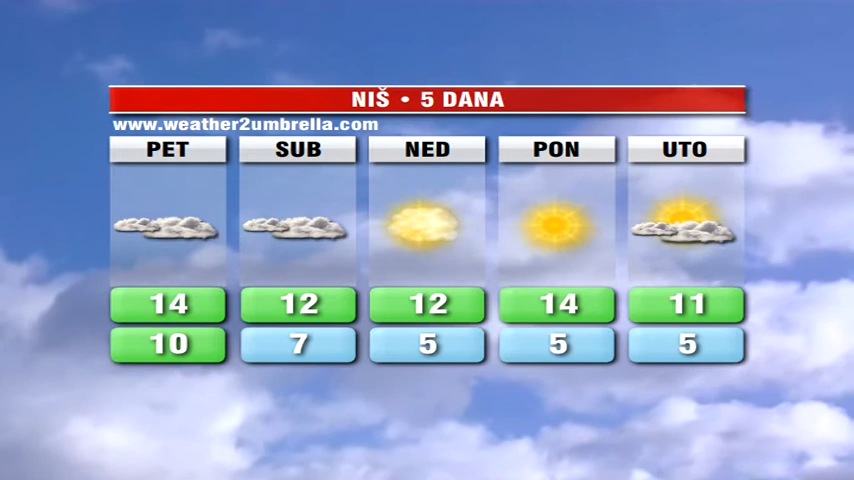 NIŠ • 5 DANA
www.weather2umbrella.com
PET SUB NED PON UTO
14 12 12 14 11
10 7 5 5 5